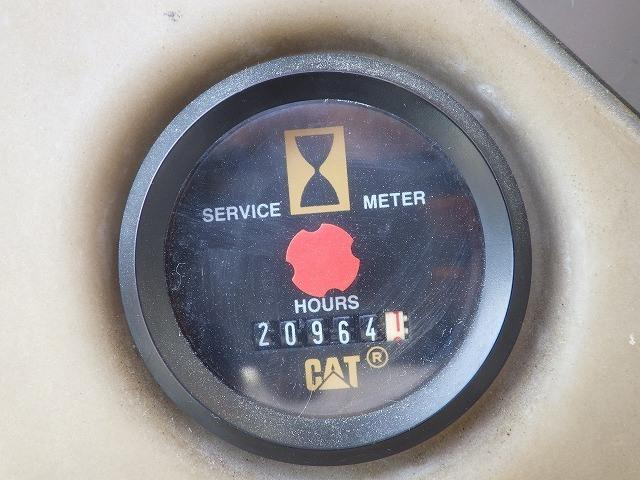 SERVICE METER
HOURS
20964
CAT ®